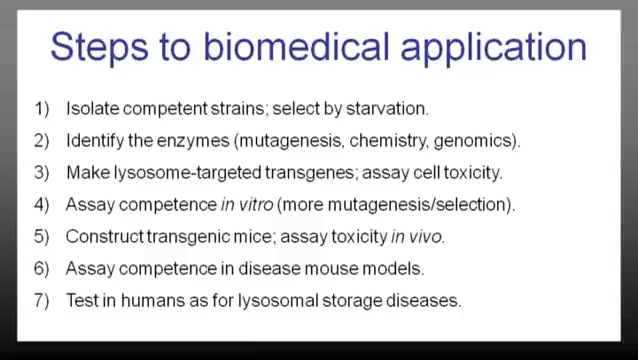 Steps to biomedical application
1) Isolate competent strains; select by starvation.
2) Identify the enzymes (mutagenesis, chemistry, genomics).
3) Make lysosome-targeted transgenes; assay cell toxicity.
4) Assay competence in vitro (more mutagenesis/selection).
5) Construct transgenic mice; assay toxicity in vivo.
6) Assay competence in disease mouse models.
7) Test in humans as for lysosomal storage diseases.